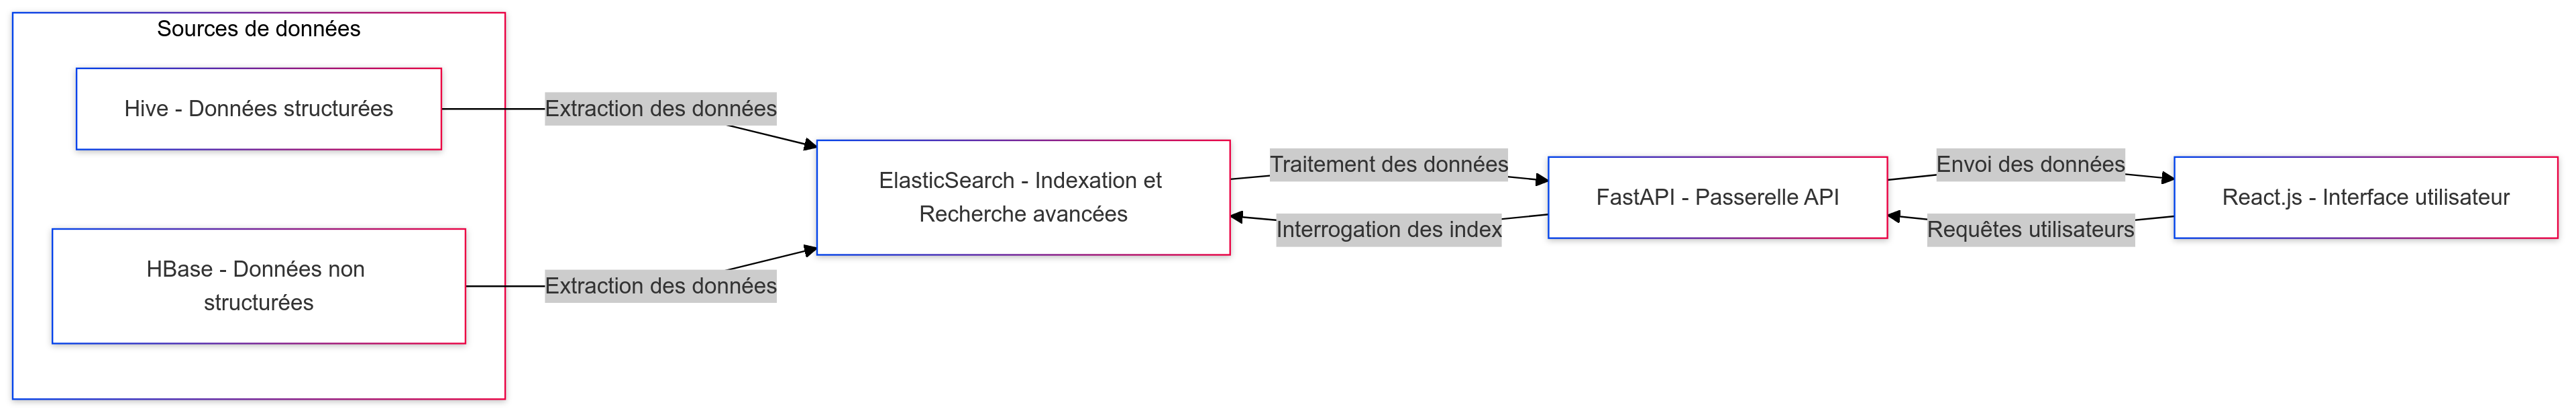 Sources de données
Hive - Données structurées
Extraction des données
HBase - Données non
structurées
Extraction des données
ElasticSearch - Indexation et
Recherche avancées
Traitement des données
Interrogation des index
FastAPI - Passerelle API
Envoi des données
Requêtes utilisateurs
React.js - Interface utilisateur